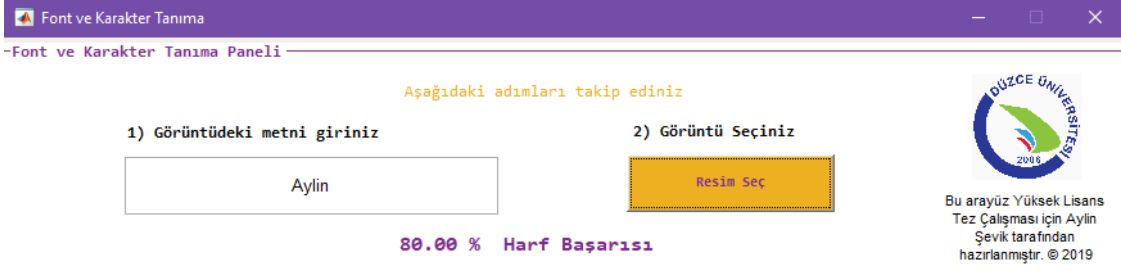 Font ve Karakter Tanıma
Font ve Karakter Tanıma Paneli
Aşağıdaki adımları takip ediniz
1) Görüntüdeki metni giriniz
2) Görüntü Seçiniz
Aylin
Resim Seç
80.00 % Harf Başarısı
DÜZCE ÜNİVERSİTESİ
2006
Bu arayüz Yüksek Lisans
Tez Çalışması için Aylin
Şevik tarafından
hazırlanmıştır. © 2019